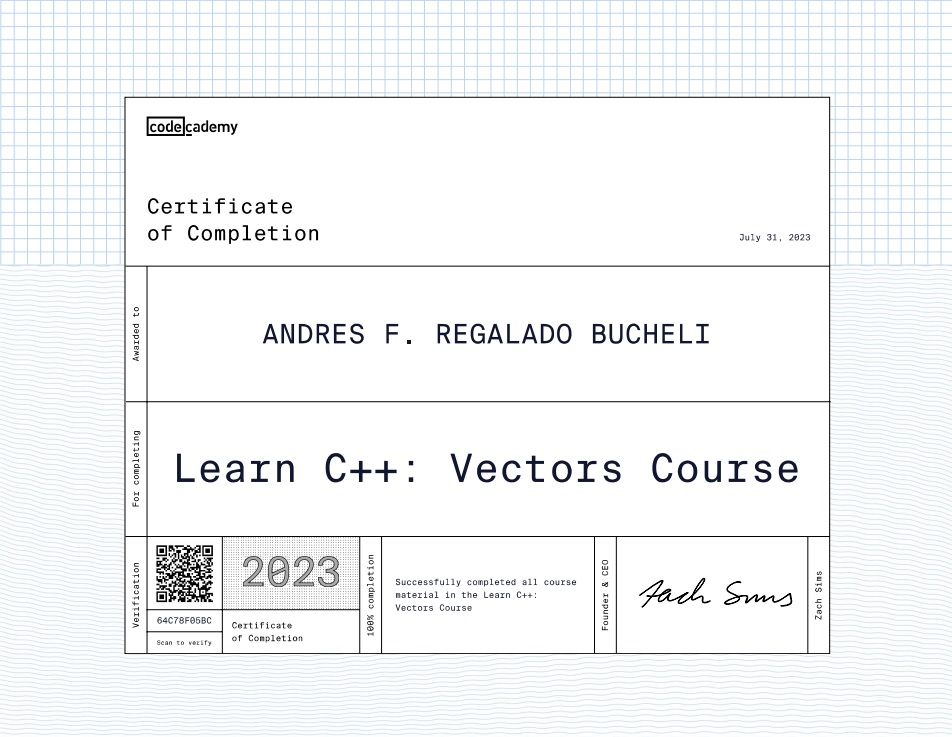 codecademy
Certificate
of Completion
July 31, 2023
Awarded to
ANDRES F. REGALADO BUCHELI
For completing
Learn C++: Vectors Course
Verification
64C78F05BC
Scan to verify
2023
Certificate
of Completion
100% completion
Successfully completed all course
material in the Learn C++:
Vectors Course
Founder & CEO
Zach Sims
Zach Sims